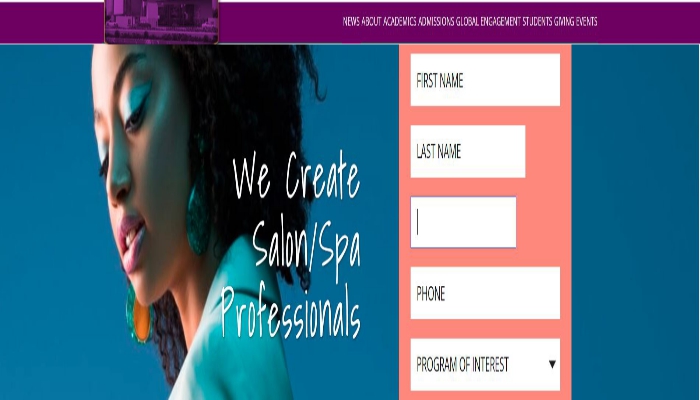 NEWS ABOUT ACADEMICS ADMISSIONS GLOBAL ENGAGEMENT STUDENTS GIVING EVENTS
We Create
Salon/Spa
Professionals
FIRST NAME
LAST NAME
PHONE
PROGRAM OF INTEREST